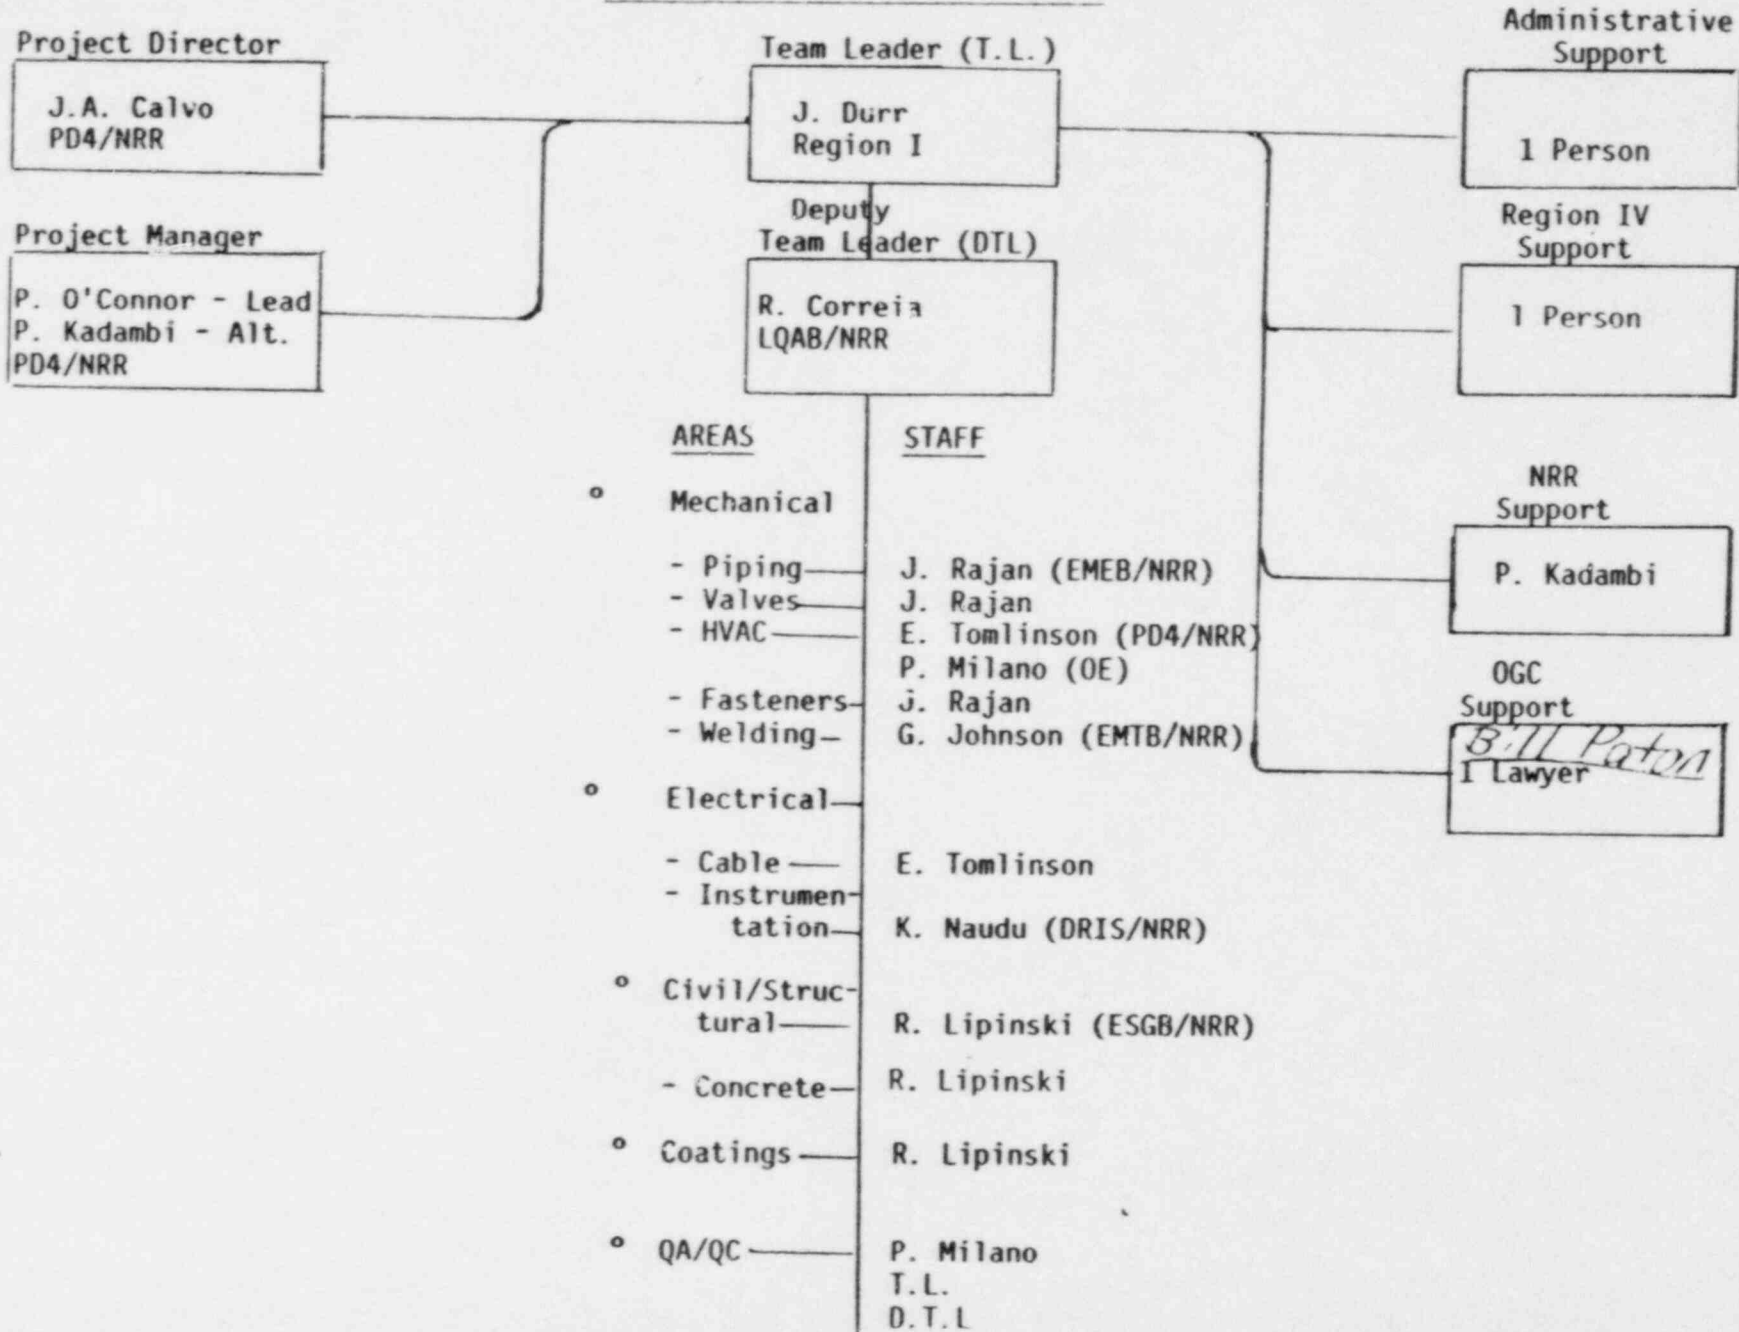 Project Director
J.A. Calvo
PD4/NRR
Project Manager
P. O'Connor - Lead
P. Kadambi - Alt.
PD4/NRR
Team Leader (T.L.)
J. Durr
Region I
Deputy
Team Leader (DTL)
R. Correia
LQAB/NRR
Administrative
Support
1 Person
Region IV
Support
1 Person
NRR
Support
P. Kadambi
OGC
Support
Bill Paton
1 Lawyer
AREAS STAFF
° Mechanical
- Piping J. Rajan (EMEB/NRR)
- Valves J. Rajan
- HVAC E. Tomlinson (PD4/NRR)
P. Milano (OE)
- Fasteners J. Rajan
- Welding G. Johnson (EMTB/NRR)
° Electrical
- Cable E. Tomlinson
- Instrumen-
tation K. Naudu (DRIS/NRR)
° Civil/Struc-
tural R. Lipinski (ESGB/NRR)
- Concrete R. Lipinski
° Coatings R. Lipinski
° QA/QC P. Milano
T.L.
D.T.L